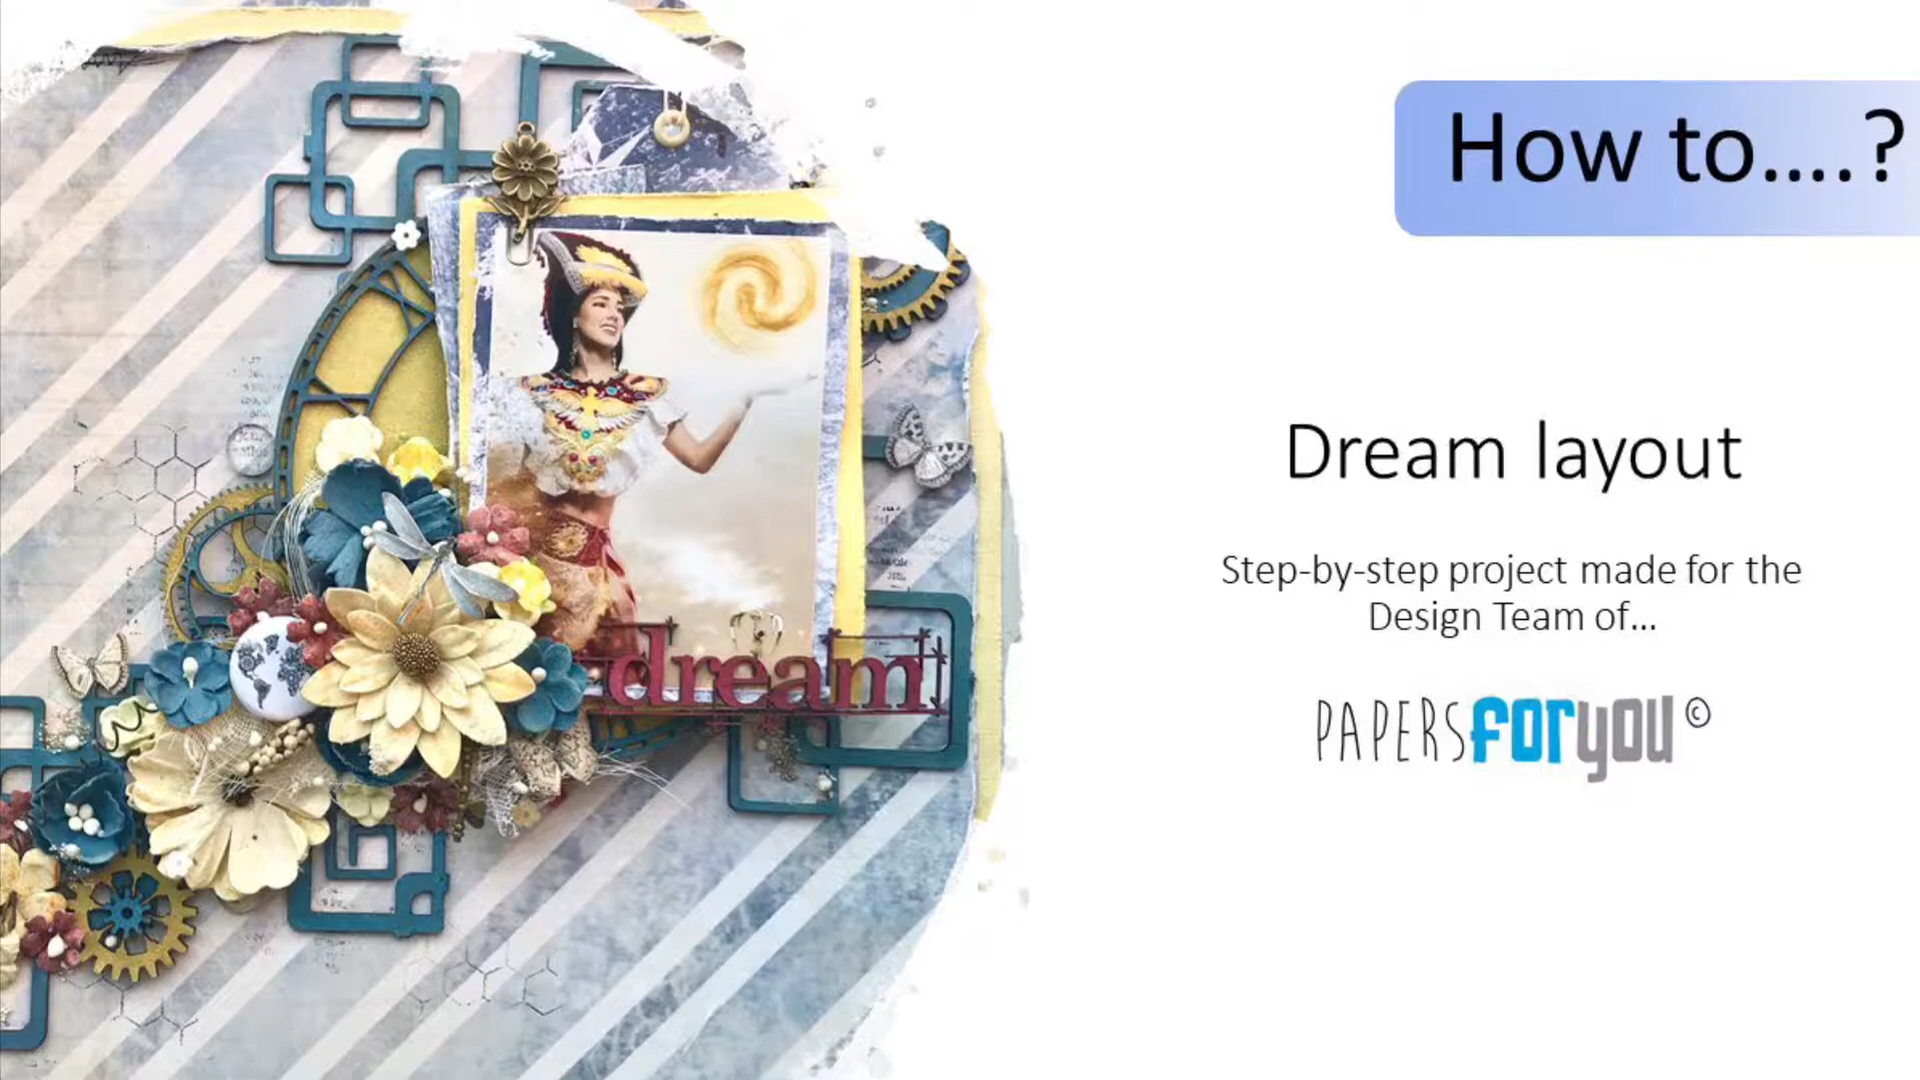 How to....?
Dream layout
Step-by-step project made for the
Design Team of...
PAPERSforyou©
dream